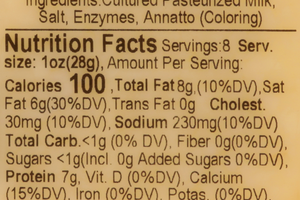 Ingredients:Cultured Pasteurized Milk,
Salt, Enzymes, Annatto (Coloring)
Nutrition Facts Servings:8 Serv.
size: 1oz(28g), Amount Per Serving:
Calories 100 ,Total Fat8g,(10%DV),Sat
Fat 6g(30%DV),Trans Fat 0g Cholest.
30mg (10%DV), Sodium 230mg(10%DV)
Total Carb.<1g (0% DV), Fiber 0g(0%DV)
Sugars <1g(Incl. 0g Added Sugars 0%DV),
Protein 7g, Vit. D (0%DV), Calcium
(15%DV), Iron (0%DV), Potas. (0%DV),